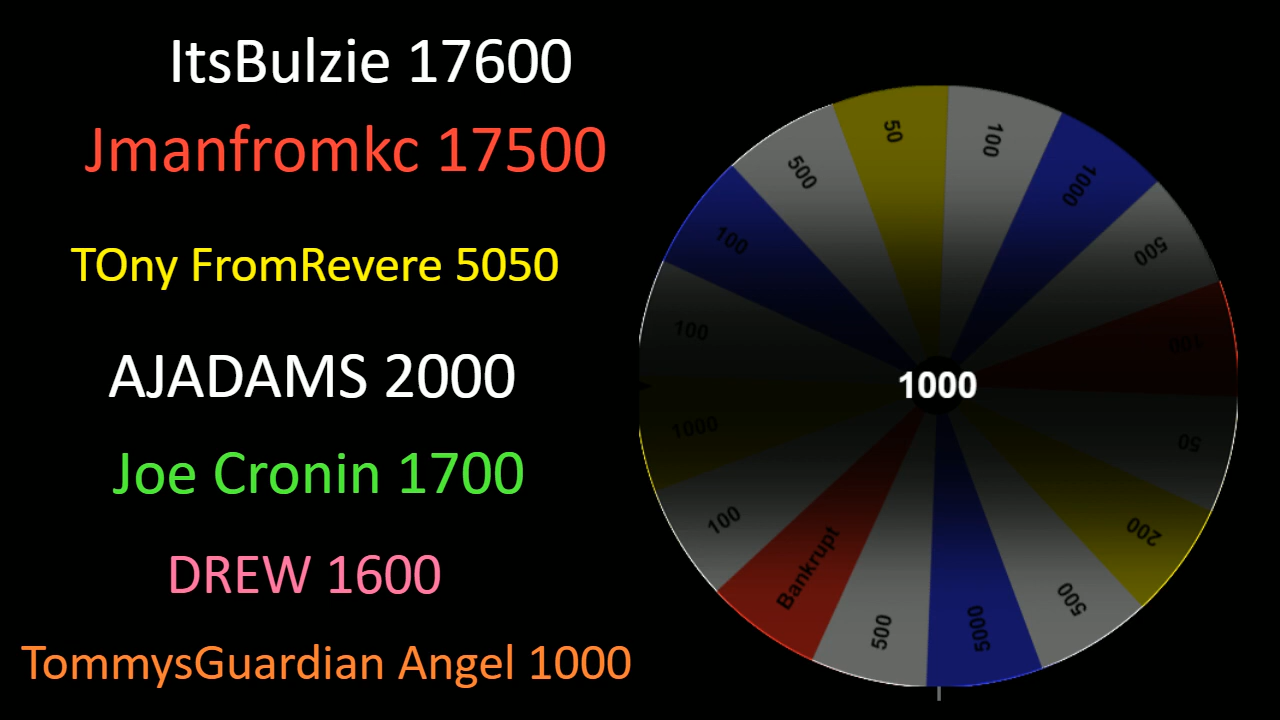 ItsBulzie 17600
Jmanfromkc 17500
TOny FromRevere 5050
AJADAMS 2000
Joe Cronin 1700
DREW 1600
TommysGuardian Angel 1000
50
100
1000
500
100
50
200
500
5000
500
Bankrupt
100
1000
100
100
500
1000